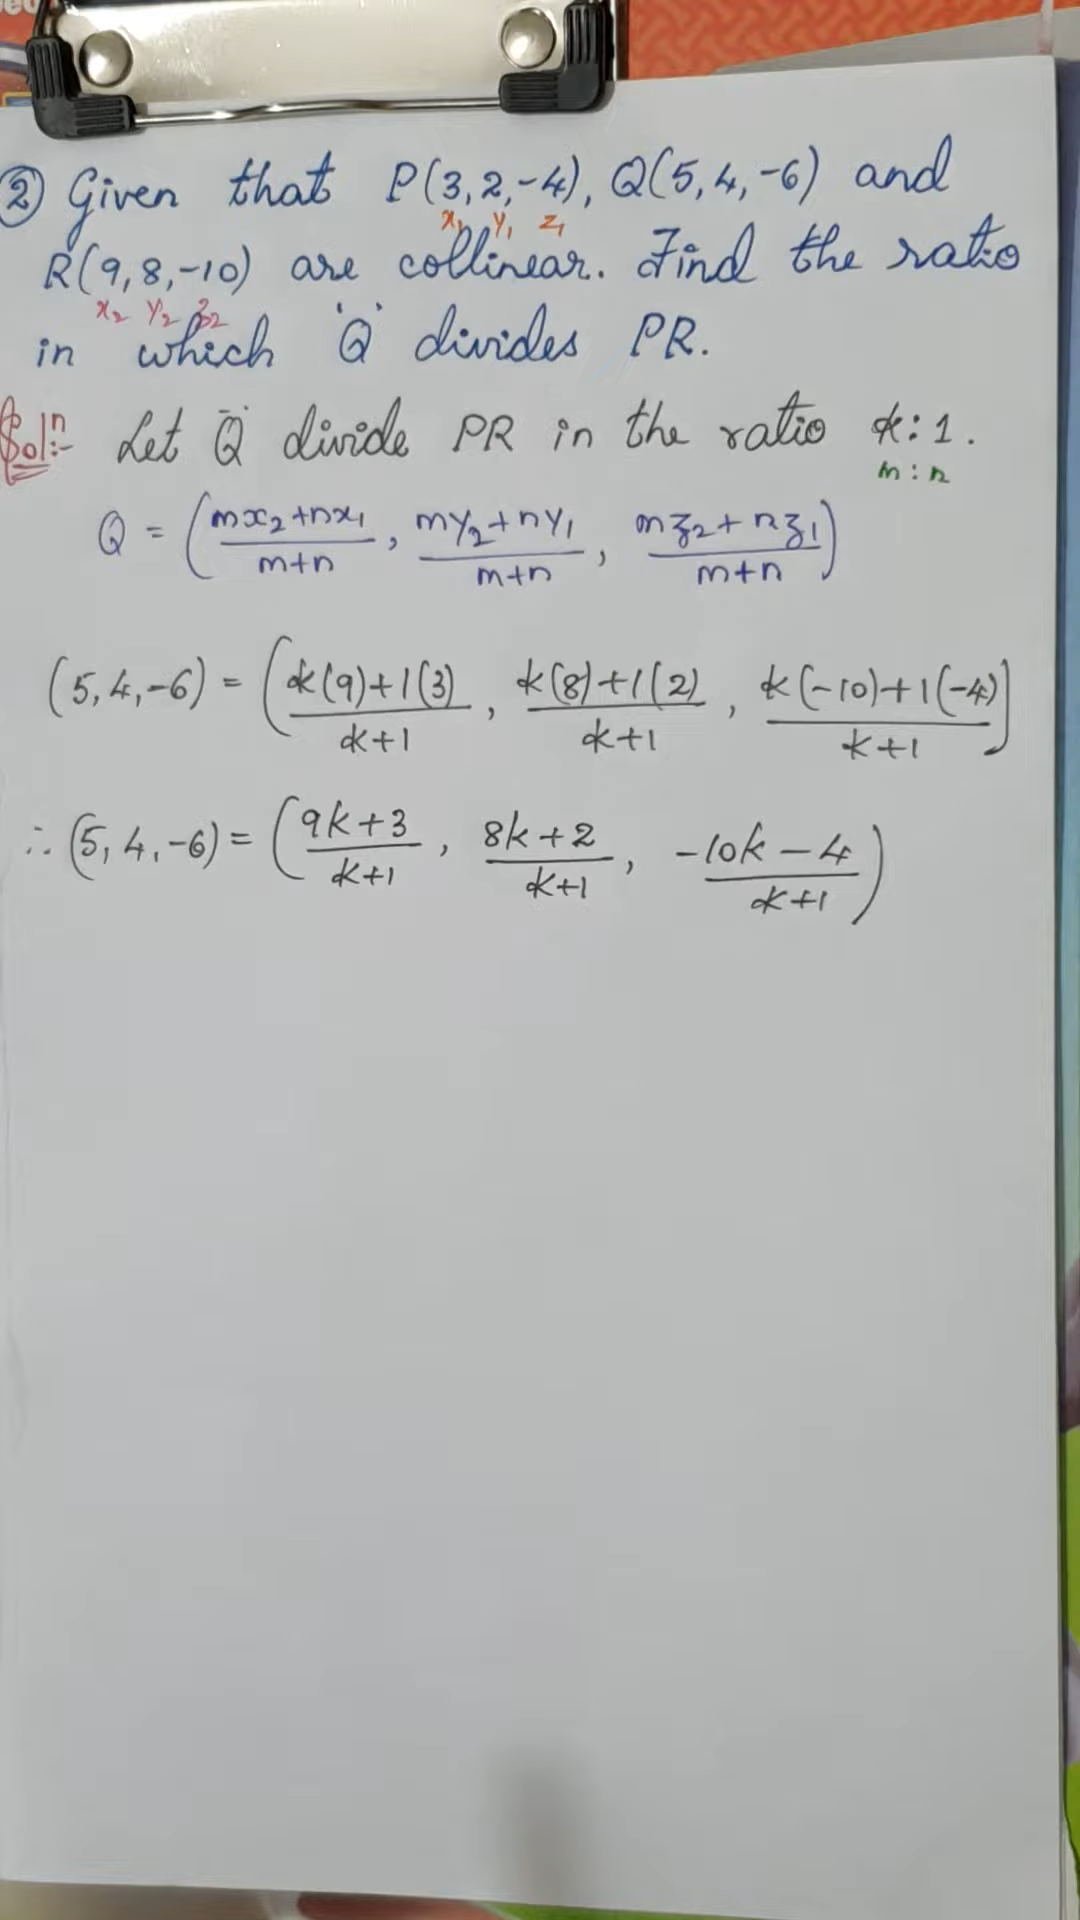 ② Given that P(3,2,-4), Q(5,4,-6) and
x₁ y₁ z₁
R(9,8,-10) are collinear. Find the ratio
x₂ y₂ z₂
in which 'Q' divides PR.
Solⁿ:- Let Q divide PR in the ratio k:1.
m:n
Q = ((mx₂+nx₁)/(m+n), (my₂+ny₁)/(m+n), (mz₂+nz₁)/(m+n))
(5,4,-6) = ((k(9)+1(3))/(k+1), (k(8)+1(2))/(k+1), (k(-10)+1(-4))/(k+1))
∴ (5,4,-6) = ((9k+3)/(k+1), (8k+2)/(k+1), (-10k-4)/(k+1))